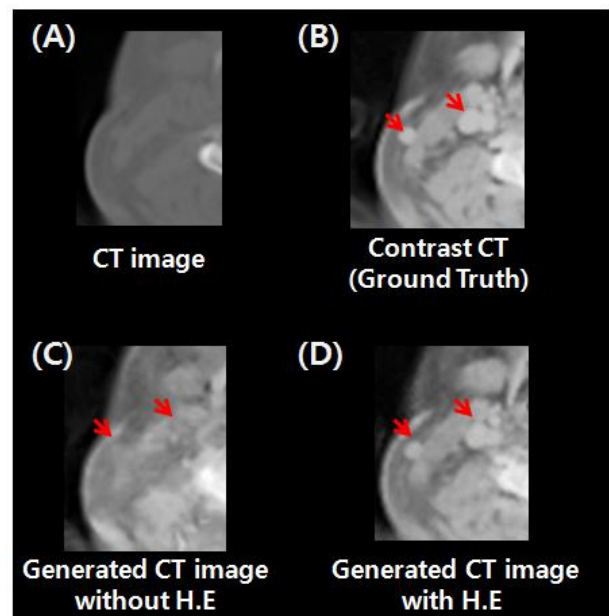 (A)
(B)
CT image
Contrast CT
(Ground Truth)
(C)
(D)
Generated CT image
without H.E
Generated CT image
with H.E